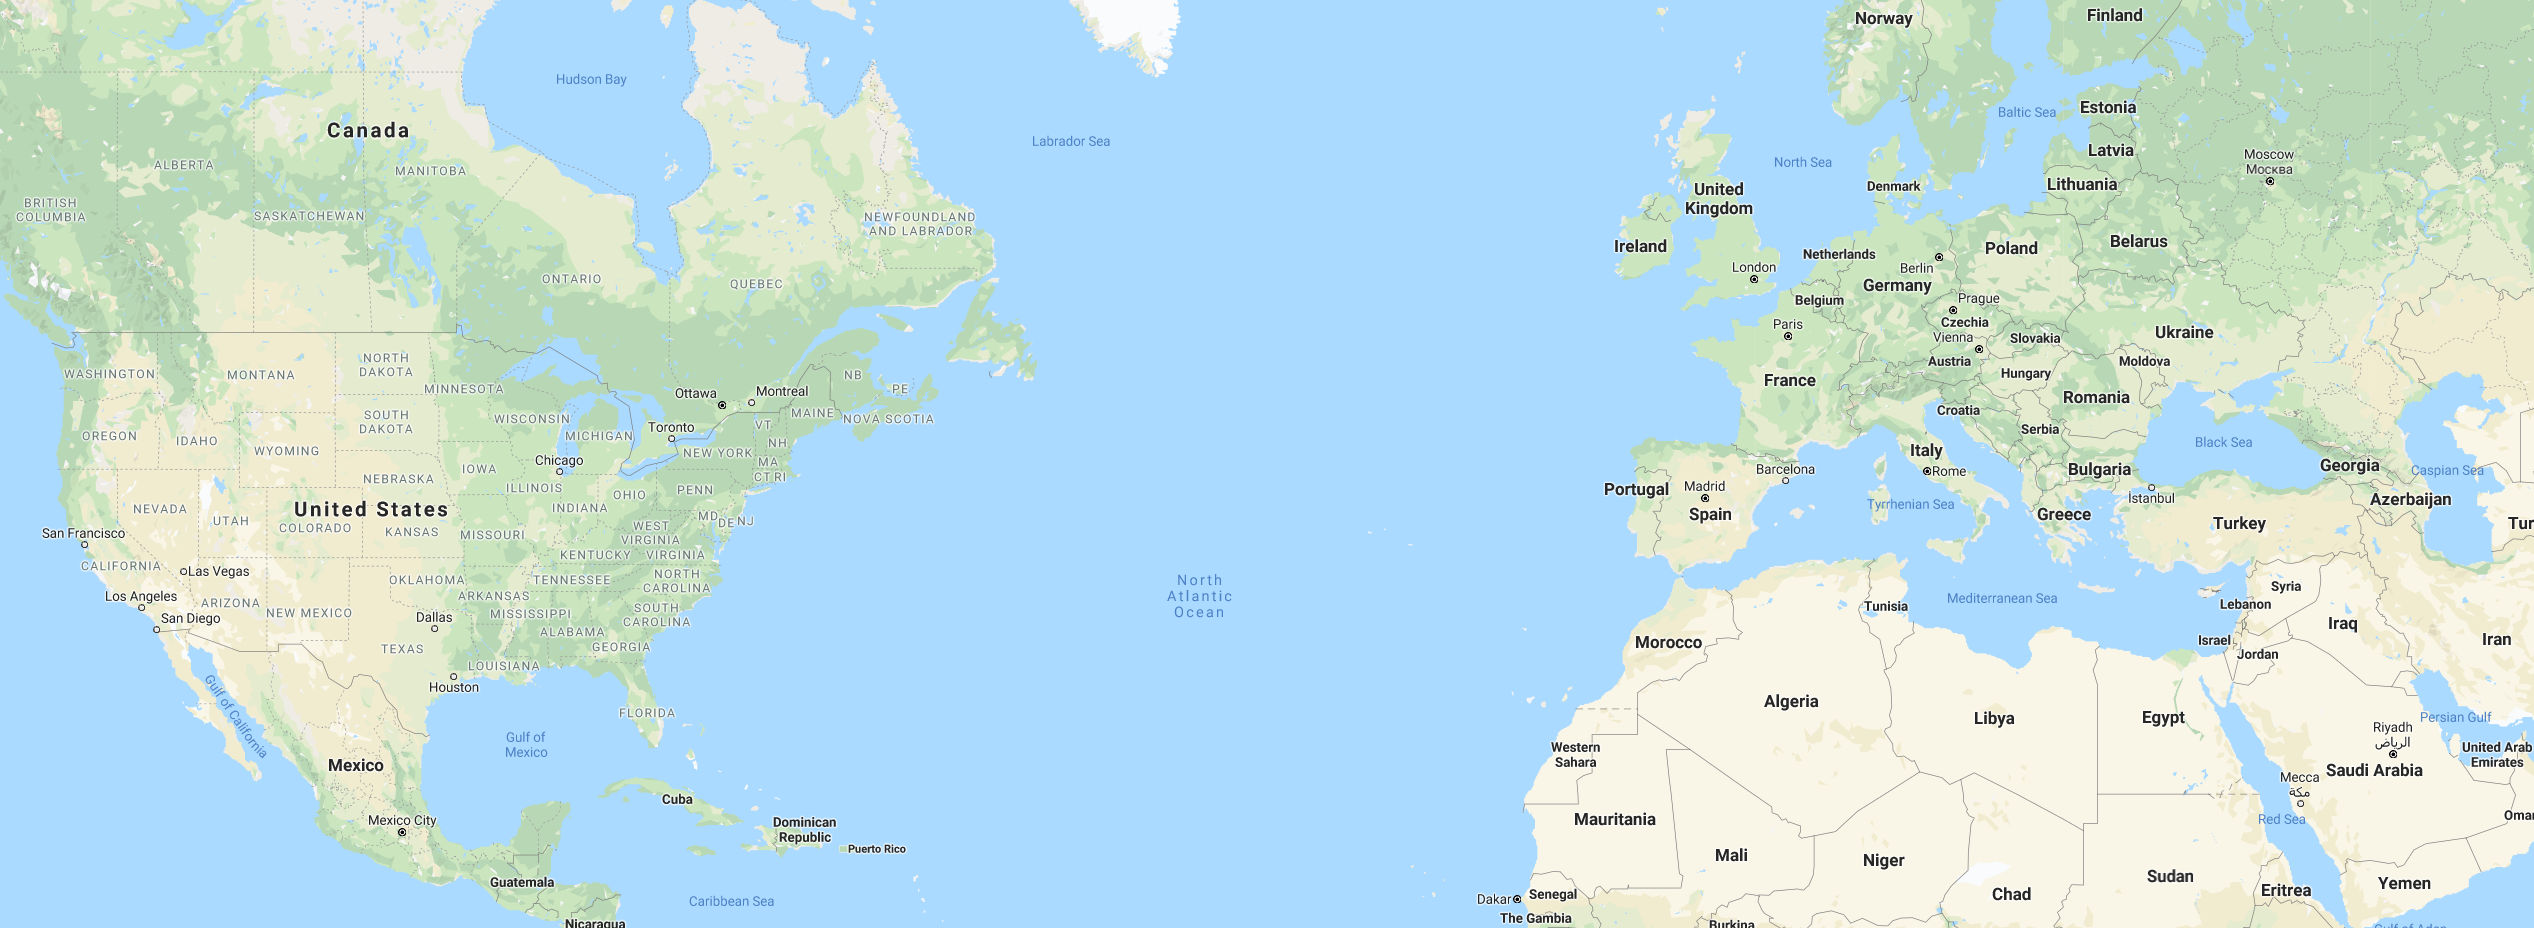 Norway
Finland
Hudson Bay
Canada
Labrador Sea
Baltic Sea
Estonia
ALBERTA
MANITOBA
North Sea
Latvia
Moscow
Москва
BRITISH
COLUMBIA
SASKATCHEWAN
NEWFOUNDLAND
AND LABRADOR
United
Kingdom
Denmark
Lithuania
Ireland
Netherlands
Poland
Belarus
ONTARIO
QUEBEC
London
Berlin
Germany
Belgium
Prague
Paris
Czechia
Vienna
Slovakia
Ukraine
WASHINGTON
MONTANA
NORTH
DAKOTA
MINNESOTA
Ottawa
Montreal
NB
PE
France
Austria
Hungary
Moldova
Romania
OREGON
IDAHO
WYOMING
SOUTH
DAKOTA
WISCONSIN
MICHIGAN
Toronto
VT
MAINE
NOVA SCOTIA
NH
Croatia
Serbia
Black Sea
NEBRASKA
IOWA
Chicago
ILLINOIS
NEW YORK
MA
CT
RI
Italy
Rome
Barcelona
Bulgaria
Georgia
Caspian Sea
NEVADA
UTAH
United States
COLORADO
KANSAS
INDIANA
OHIO
PENN
Portugal
Madrid
Spain
Tyrrhenian Sea
Greece
İstanbul
Turkey
Azerbaijan
Tur
San Francisco
CALIFORNIA
Las Vegas
MISSOURI
KENTUCKY
WEST
VIRGINIA
VIRGINIA
MD
DE
NJ
Los Angeles
ARIZONA
NEW MEXICO
OKLAHOMA
ARKANSAS
TENNESSEE
NORTH
CAROLINA
North
Atlantic
Ocean
Tunisia
Mediterranean Sea
Syria
Lebanon
San Diego
Dallas
MISSISSIPPI
ALABAMA
SOUTH
CAROLINA
GEORGIA
Morocco
Israel
Jordan
Iraq
Iran
TEXAS
LOUISIANA
Houston
Gulf of California
FLORIDA
Algeria
Libya
Egypt
Persian Gulf
Riyadh
الرياض
Gulf of
Mexico
Western
Sahara
United Arab
Emirates
Mexico
Saudi Arabia
Mecca
مكة
Cuba
Mexico City
Dominican
Republic
Puerto Rico
Mauritania
Red Sea
Oma
Mali
Niger
Chad
Sudan
Eritrea
Yemen
Guatemala
Caribbean Sea
Dakar
Senegal
The Gambia
Nicaragua
Burkina
Gulf of Aden